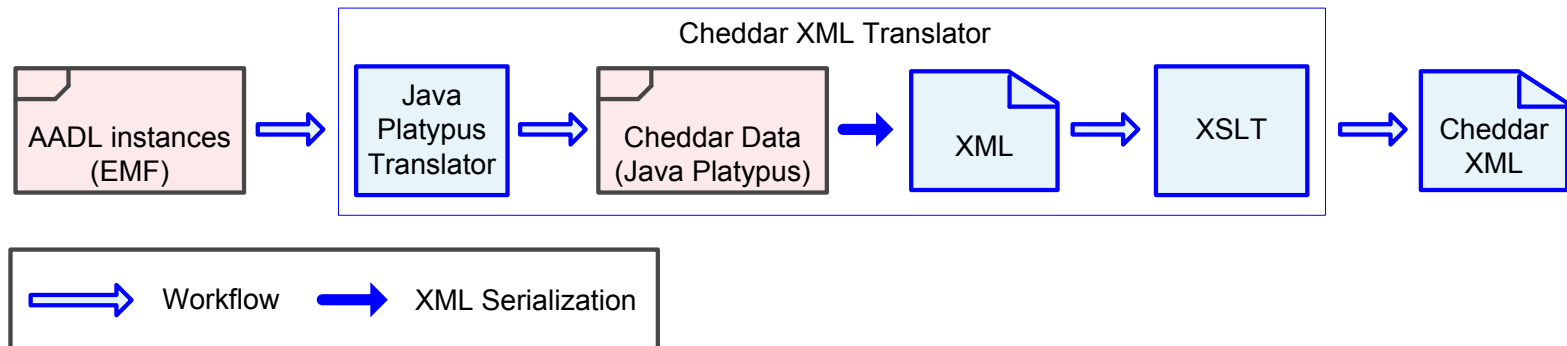 Cheddar XML Translator
AADL instances
(EMF)
Java
Platypus
Translator
Cheddar Data
(Java Platypus)
XML
XSLT
Cheddar
XML
Workflow
XML Serialization